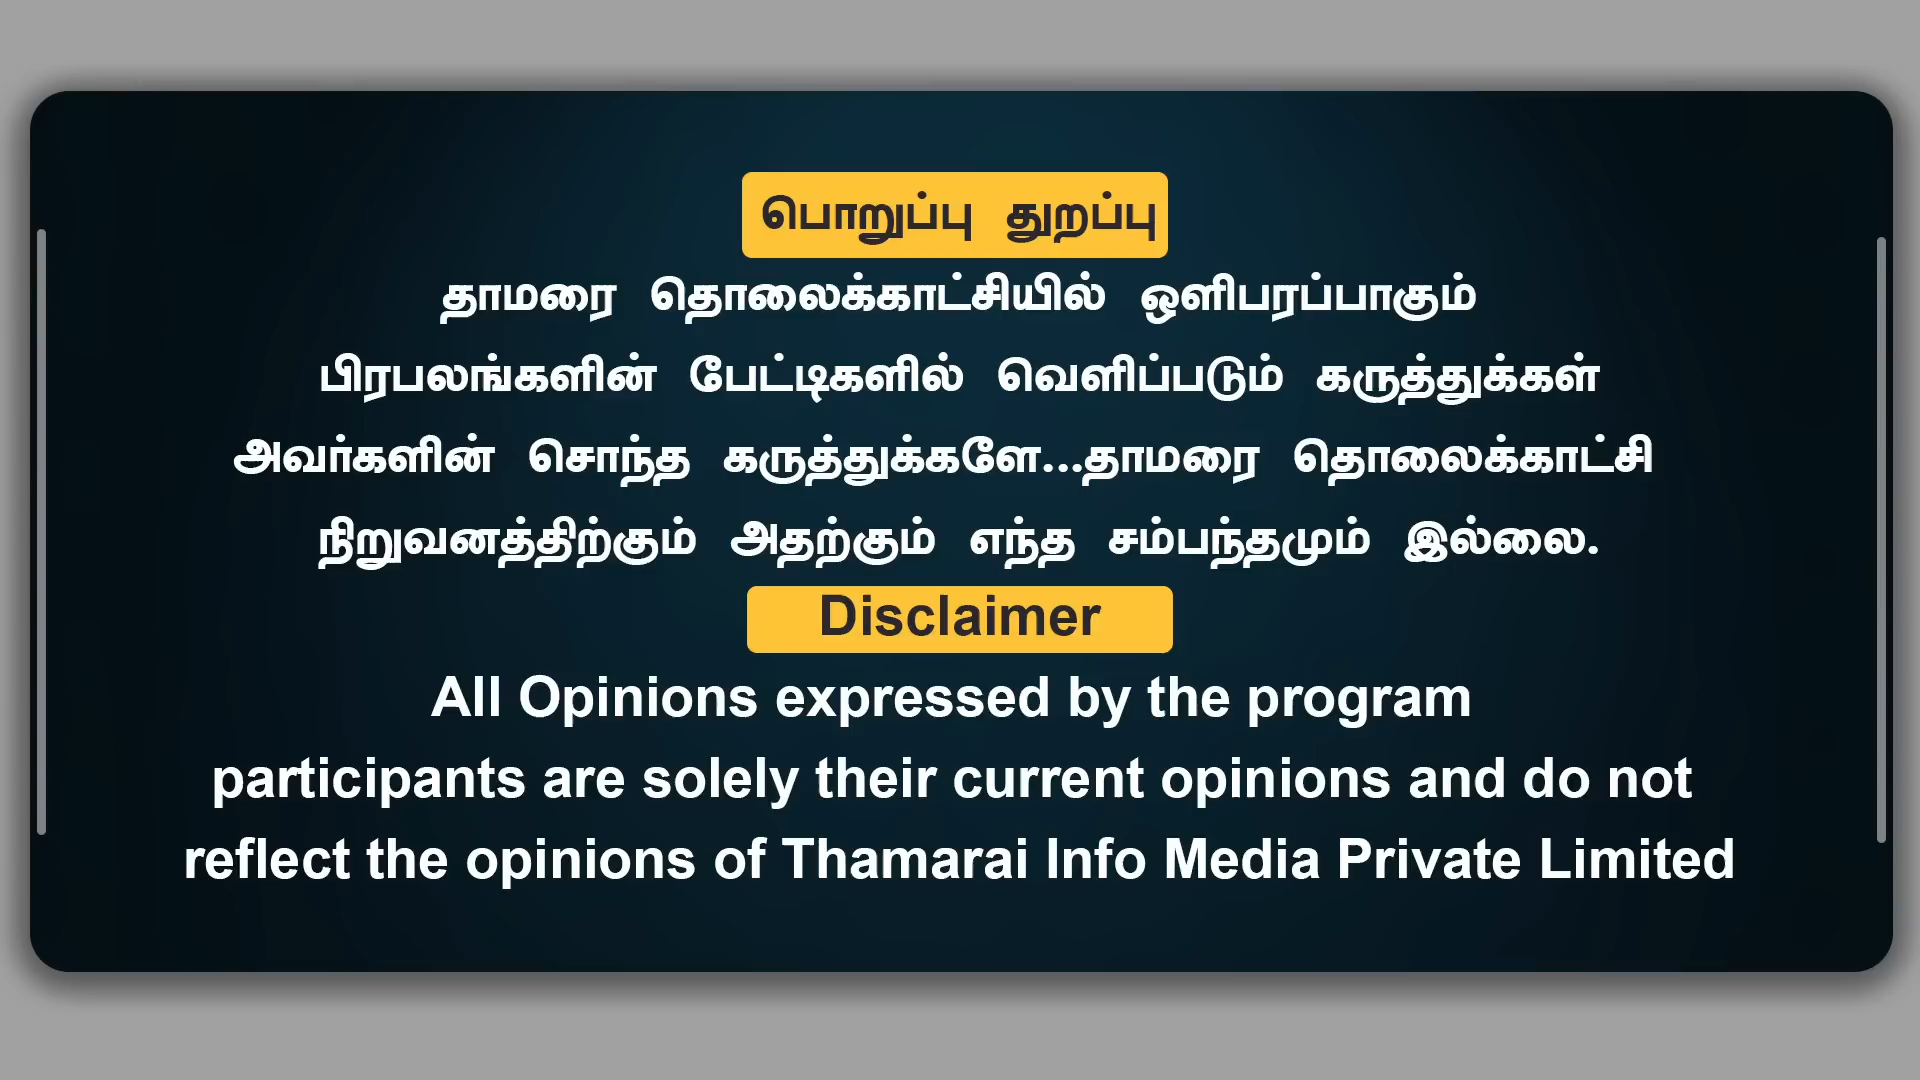 பொறுப்பு துறப்பு
தாமரை தொலைக்காட்சியில் ஒளிபரப்பாகும்
பிரபலங்களின் பேட்டிகளில் வெளிப்படும் கருத்துக்கள்
அவர்களின் சொந்த கருத்துக்களே...தாமரை தொலைக்காட்சி
நிறுவனத்திற்கும் அதற்கும் எந்த சம்பந்தமும் இல்லை.
Disclaimer
All Opinions expressed by the program
participants are solely their current opinions and do not
reflect the opinions of Thamarai Info Media Private Limited